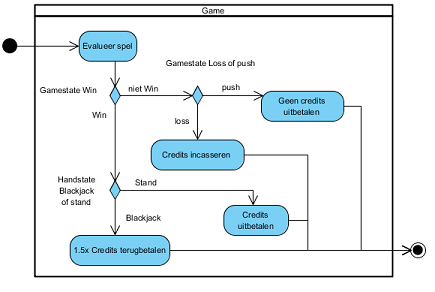 Game
Evalueer spel
Gamestate Loss of push
Gamestate Win
niet Win
push
Geen credits
uitbetalen
Win
loss
Credits incasseren
Handstate
Blackjack
of stand
Stand
Credits
uitbetalen
Blackjack
1.5x Credits terugbetalen